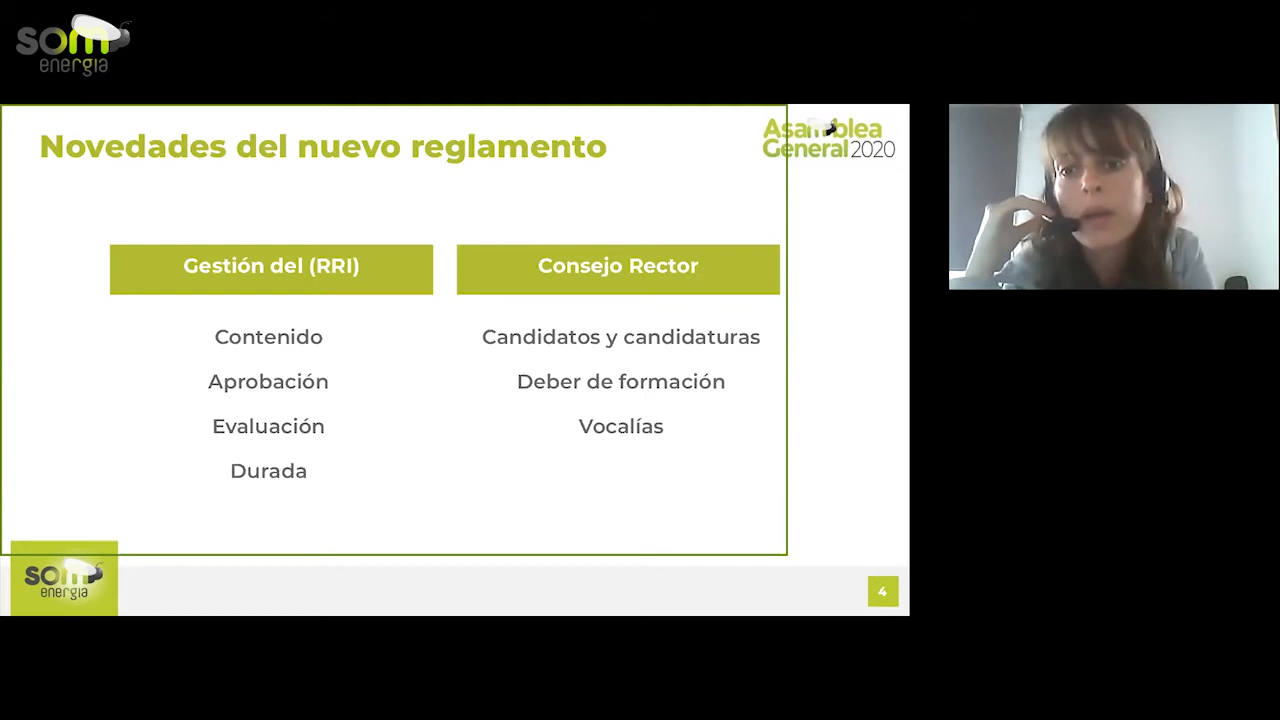 som
energia
Novedades del nuevo reglamento
Asamblea
General 2020
Gestión del (RRI)
Consejo Rector
Contenido
Candidatos y candidaturas
Aprobación
Deber de formación
Evaluación
Vocalías
Durada
som
energia
4